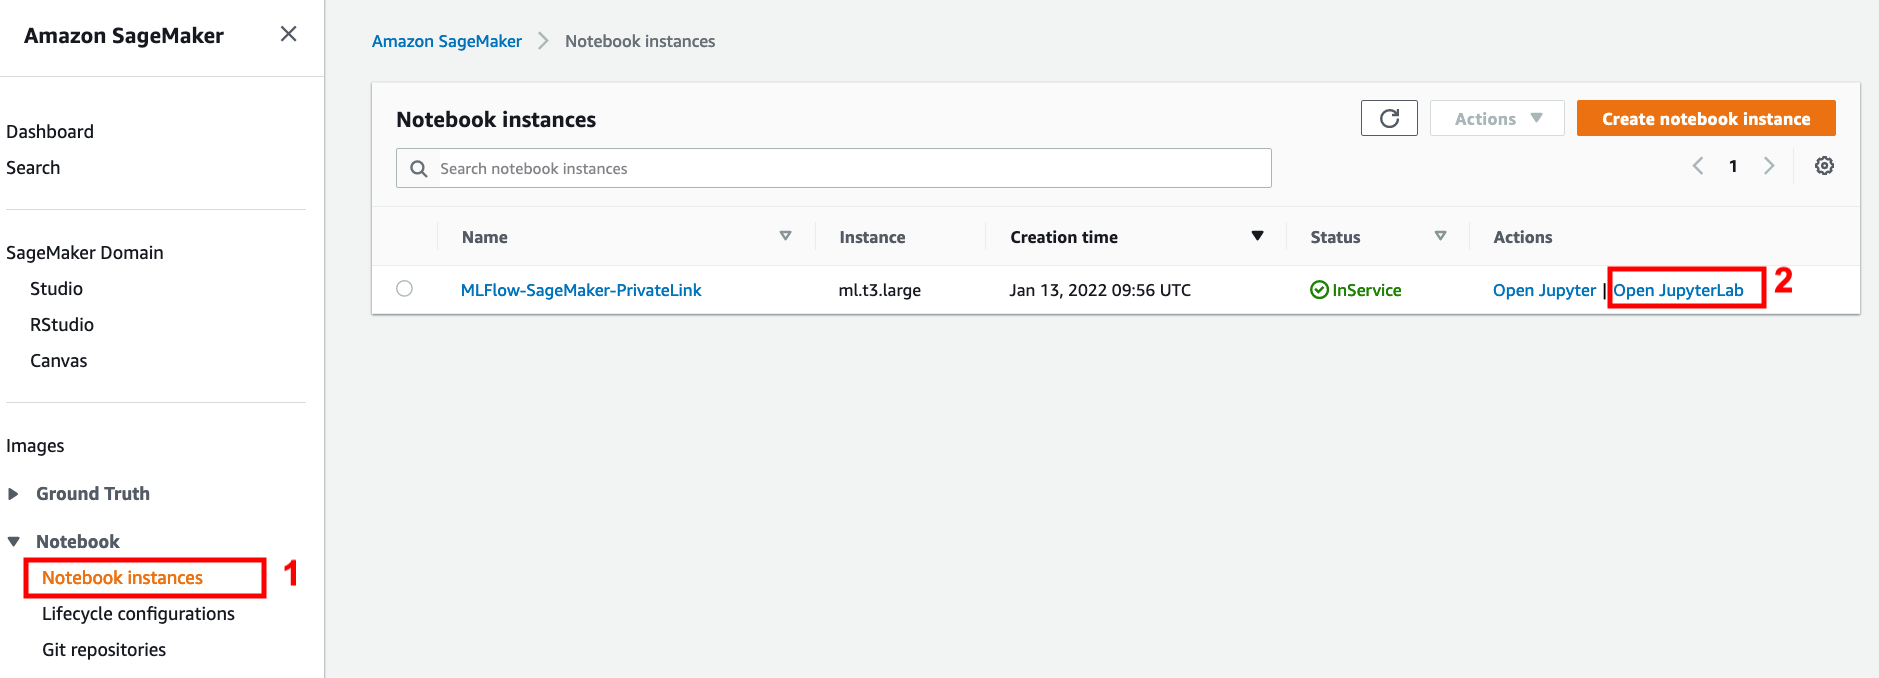 Amazon SageMaker
Dashboard
Search
SageMaker Domain
Studio
RStudio
Canvas
Images
Ground Truth
Notebook
Notebook instances 1
Lifecycle configurations
Git repositories
Amazon SageMaker Notebook instances
Notebook instances
Actions
Create notebook instance
Search notebook instances
1
Name Instance Creation time Status Actions
MLFlow-SageMaker-PrivateLink ml.t3.large Jan 13, 2022 09:56 UTC InService Open Jupyter | Open JupyterLab 2